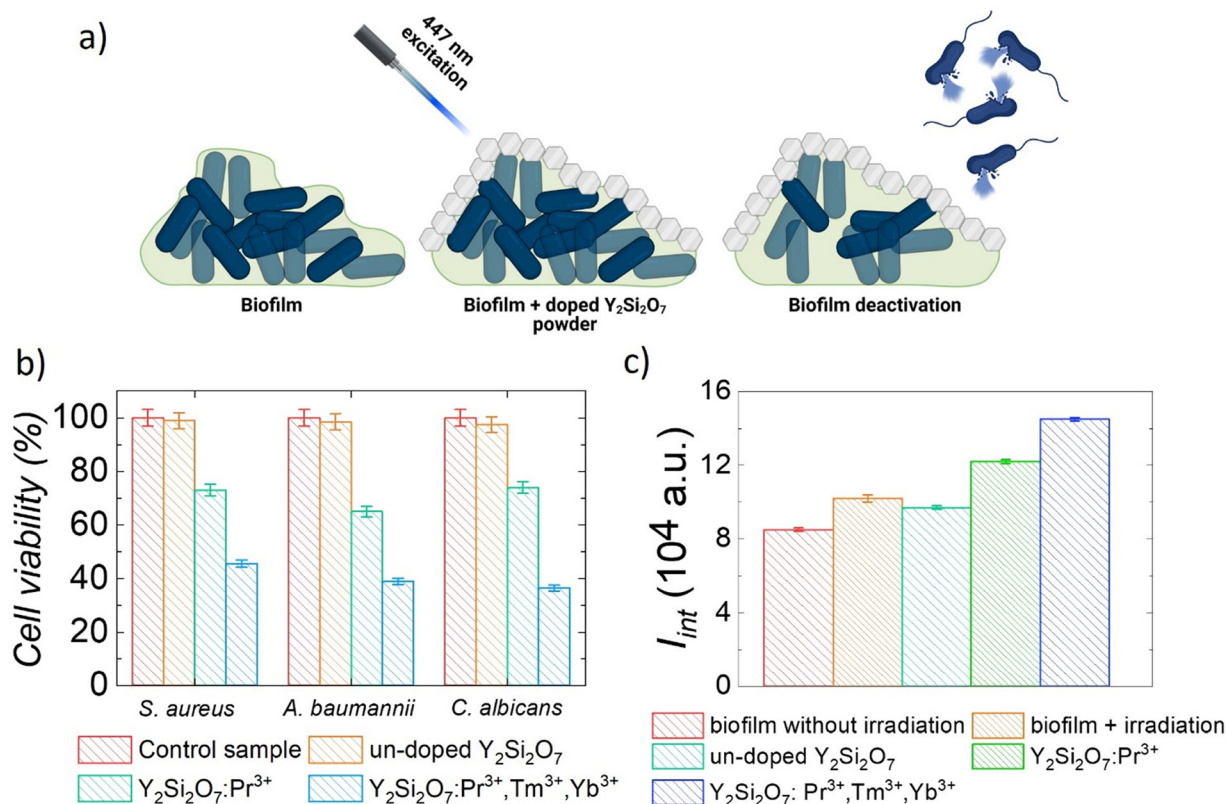 a)
447 nm
excitation
Biofilm
Biofilm + doped Y₂Si₂O₇
powder
Biofilm deactivation
b)
Cell viability (%)
100
80
60
40
20
0
S. aureus
A. baumannii
C. albicans
Control sample
un-doped Y₂Si₂O₇
Y₂Si₂O₇:Pr³⁺
Y₂Si₂O₇:Pr³⁺,Tm³⁺,Yb³⁺
c)
I_int (10⁴ a.u.)
16
12
8
4
0
biofilm without irradiation
biofilm + irradiation
un-doped Y₂Si₂O₇
Y₂Si₂O₇:Pr³⁺
Y₂Si₂O₇: Pr³⁺,Tm³⁺,Yb³⁺